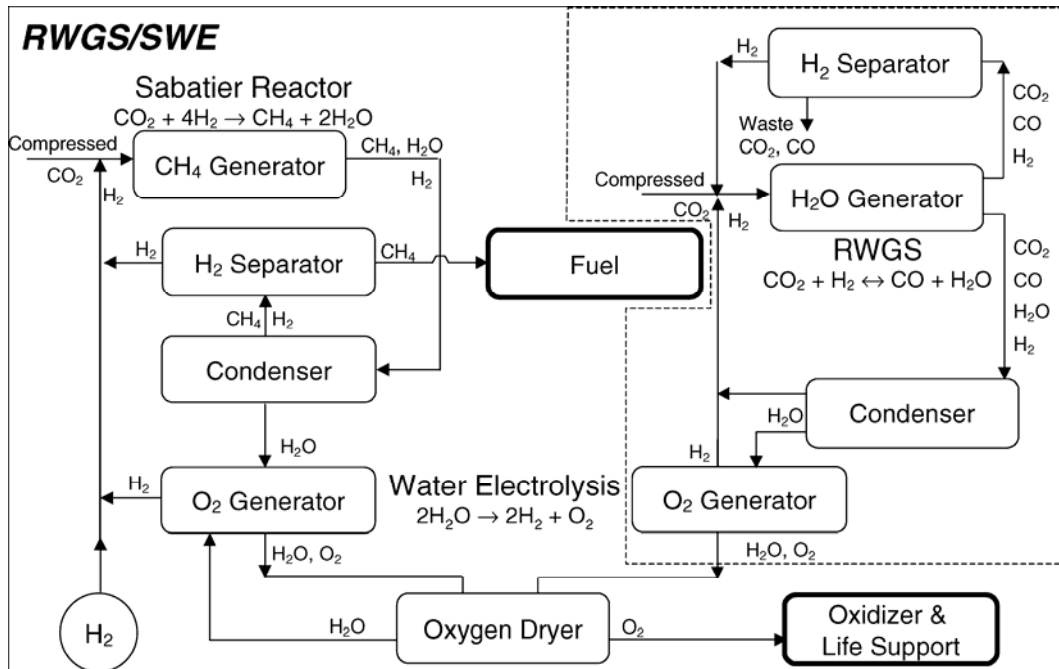 RWGS/SWE
Sabatier Reactor
CO₂ + 4H₂ → CH₄ + 2H₂O
Compressed
CO₂
H₂
CH₄ Generator
CH₄, H₂O
H₂
H₂
H₂ Separator
CH₄
Fuel
CH₄
H₂
Condenser
H₂O
H₂
O₂ Generator
Water Electrolysis
2H₂O → 2H₂ + O₂
H₂O, O₂
H₂
H₂O
Oxygen Dryer
O₂
Oxidizer &
Life Support
H₂
H₂ Separator
CO₂
CO
H₂
Waste
CO₂, CO
Compressed
CO₂
H₂
H₂O Generator
RWGS
CO₂ + H₂ ↔ CO + H₂O
CO₂
CO
H₂O
H₂
Condenser
H₂O
H₂
O₂ Generator
H₂O, O₂